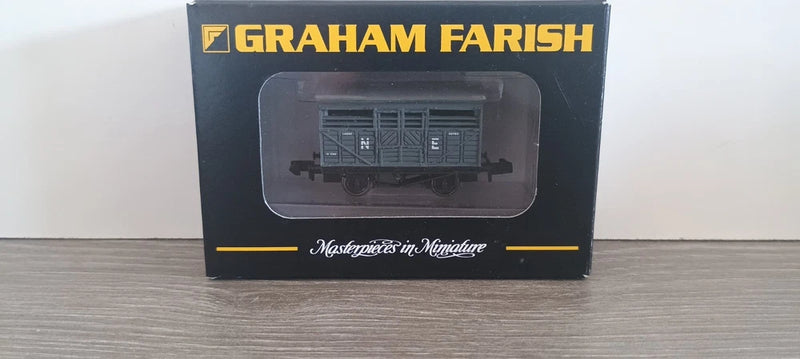 GRAHAM FARISH
N E
Masterpieces in Miniature